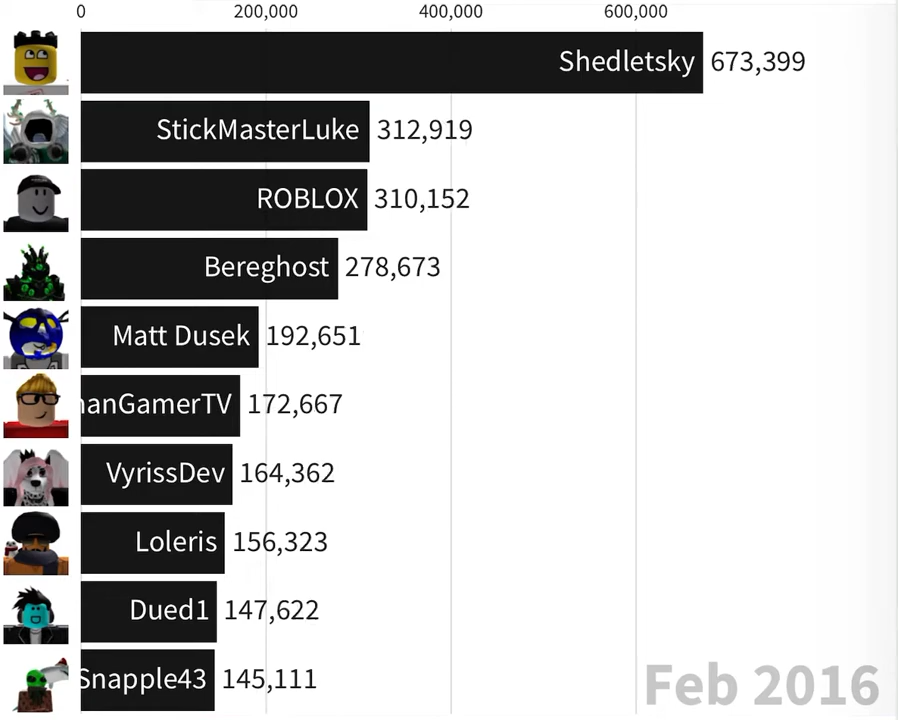 0 200,000 400,000 600,000
Shedletsky 673,399
StickMasterLuke 312,919
ROBLOX 310,152
Bereghost 278,673
Matt Dusek 192,651
anGamerTV 172,667
VyrissDev 164,362
Loleris 156,323
Dued1 147,622
Snapple43 145,111
Feb 2016